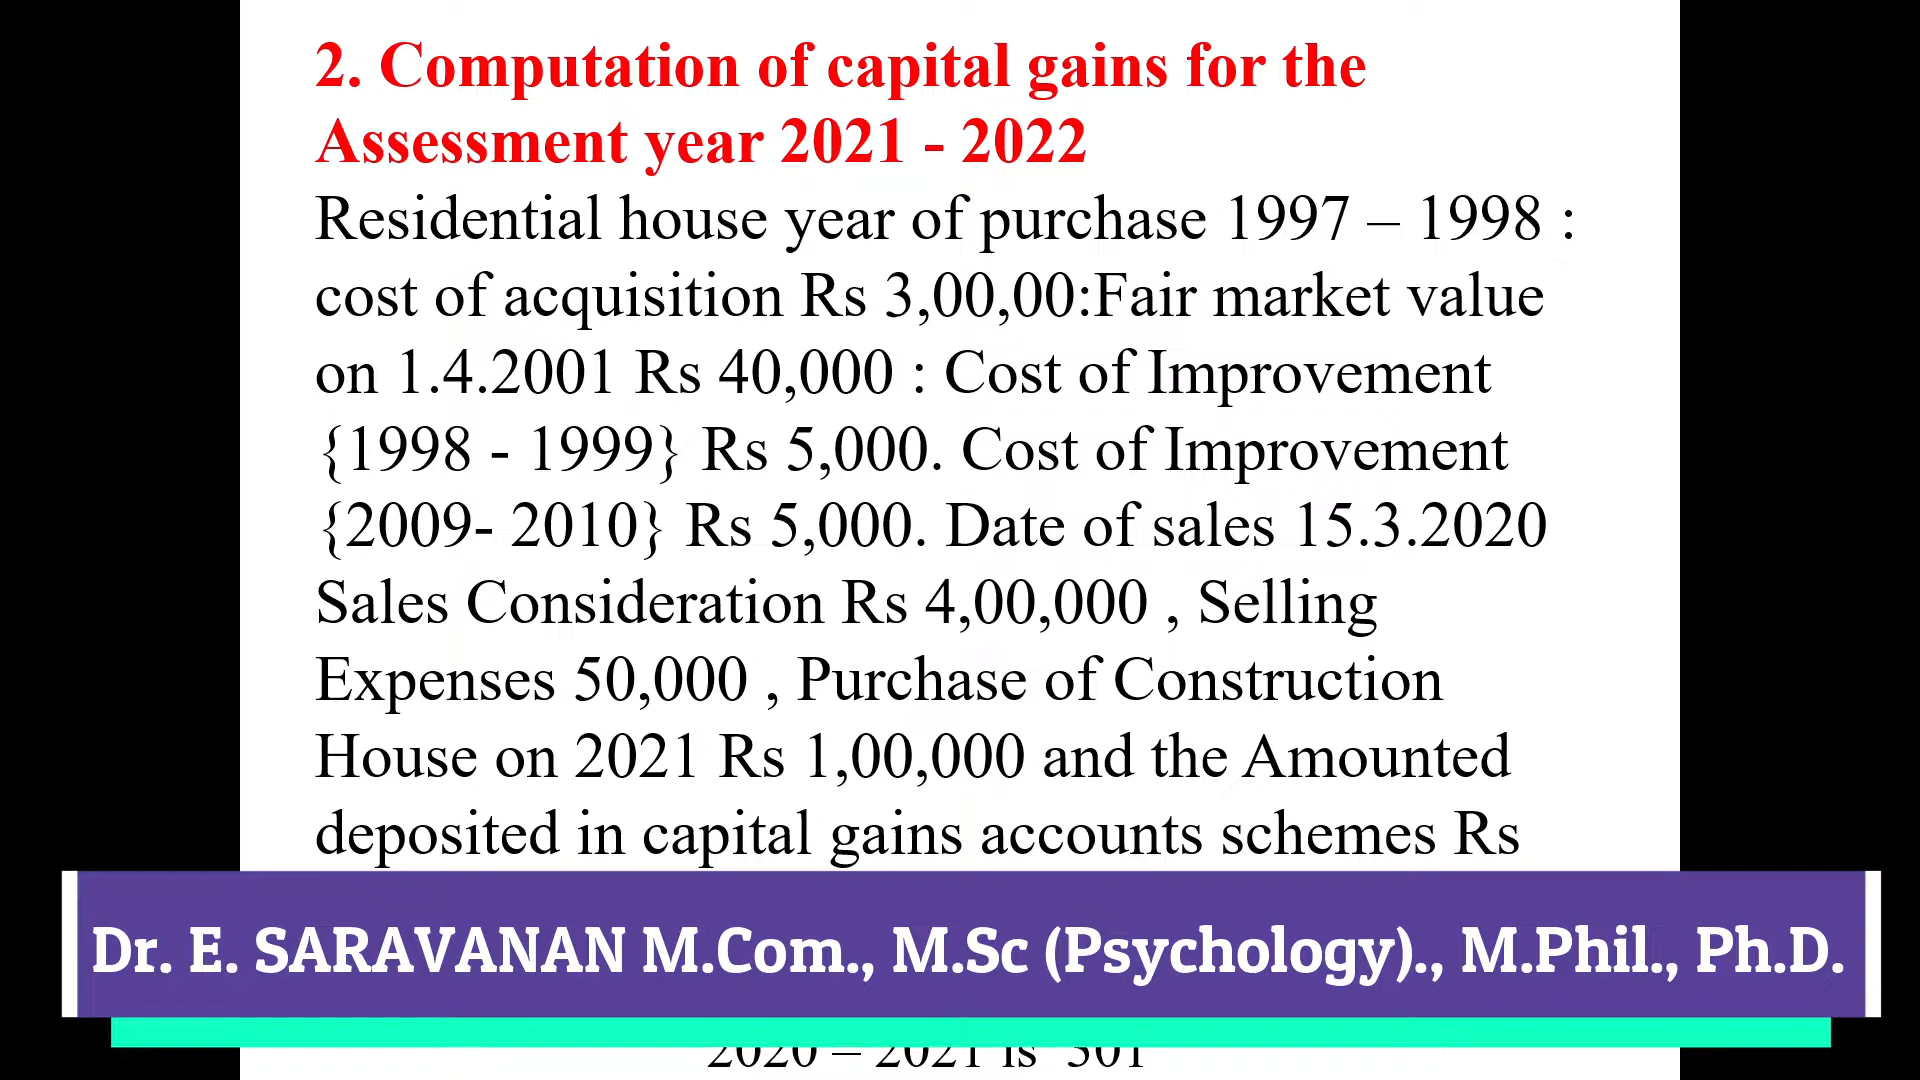 2. Computation of capital gains for the
Assessment year 2021 - 2022
Residential house year of purchase 1997 – 1998 :
cost of acquisition Rs 3,00,00:Fair market value
on 1.4.2001 Rs 40,000 : Cost of Improvement
{1998 - 1999} Rs 5,000. Cost of Improvement
{2009- 2010} Rs 5,000. Date of sales 15.3.2020
Sales Consideration Rs 4,00,000 , Selling
Expenses 50,000 , Purchase of Construction
House on 2021 Rs 1,00,000 and the Amounted
deposited in capital gains accounts schemes Rs
Dr. E. SARAVANAN M.Com., M.Sc (Psychology)., M.Phil., Ph.D.
2020 – 2021 is 301